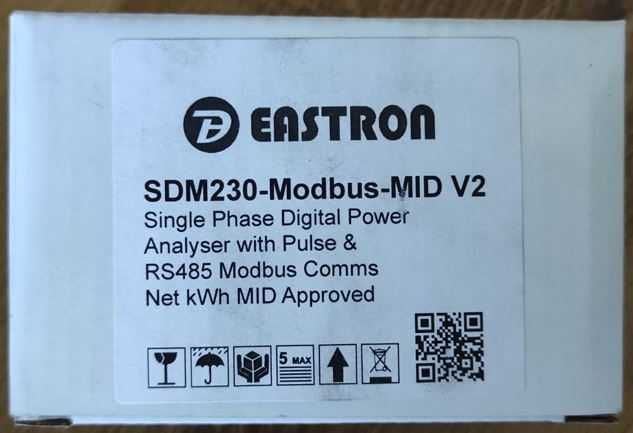 EASTRON
SDM230-Modbus-MID V2
Single Phase Digital Power
Analyser with Pulse &
RS485 Modbus Comms
Net kWh MID Approved
5 MAX